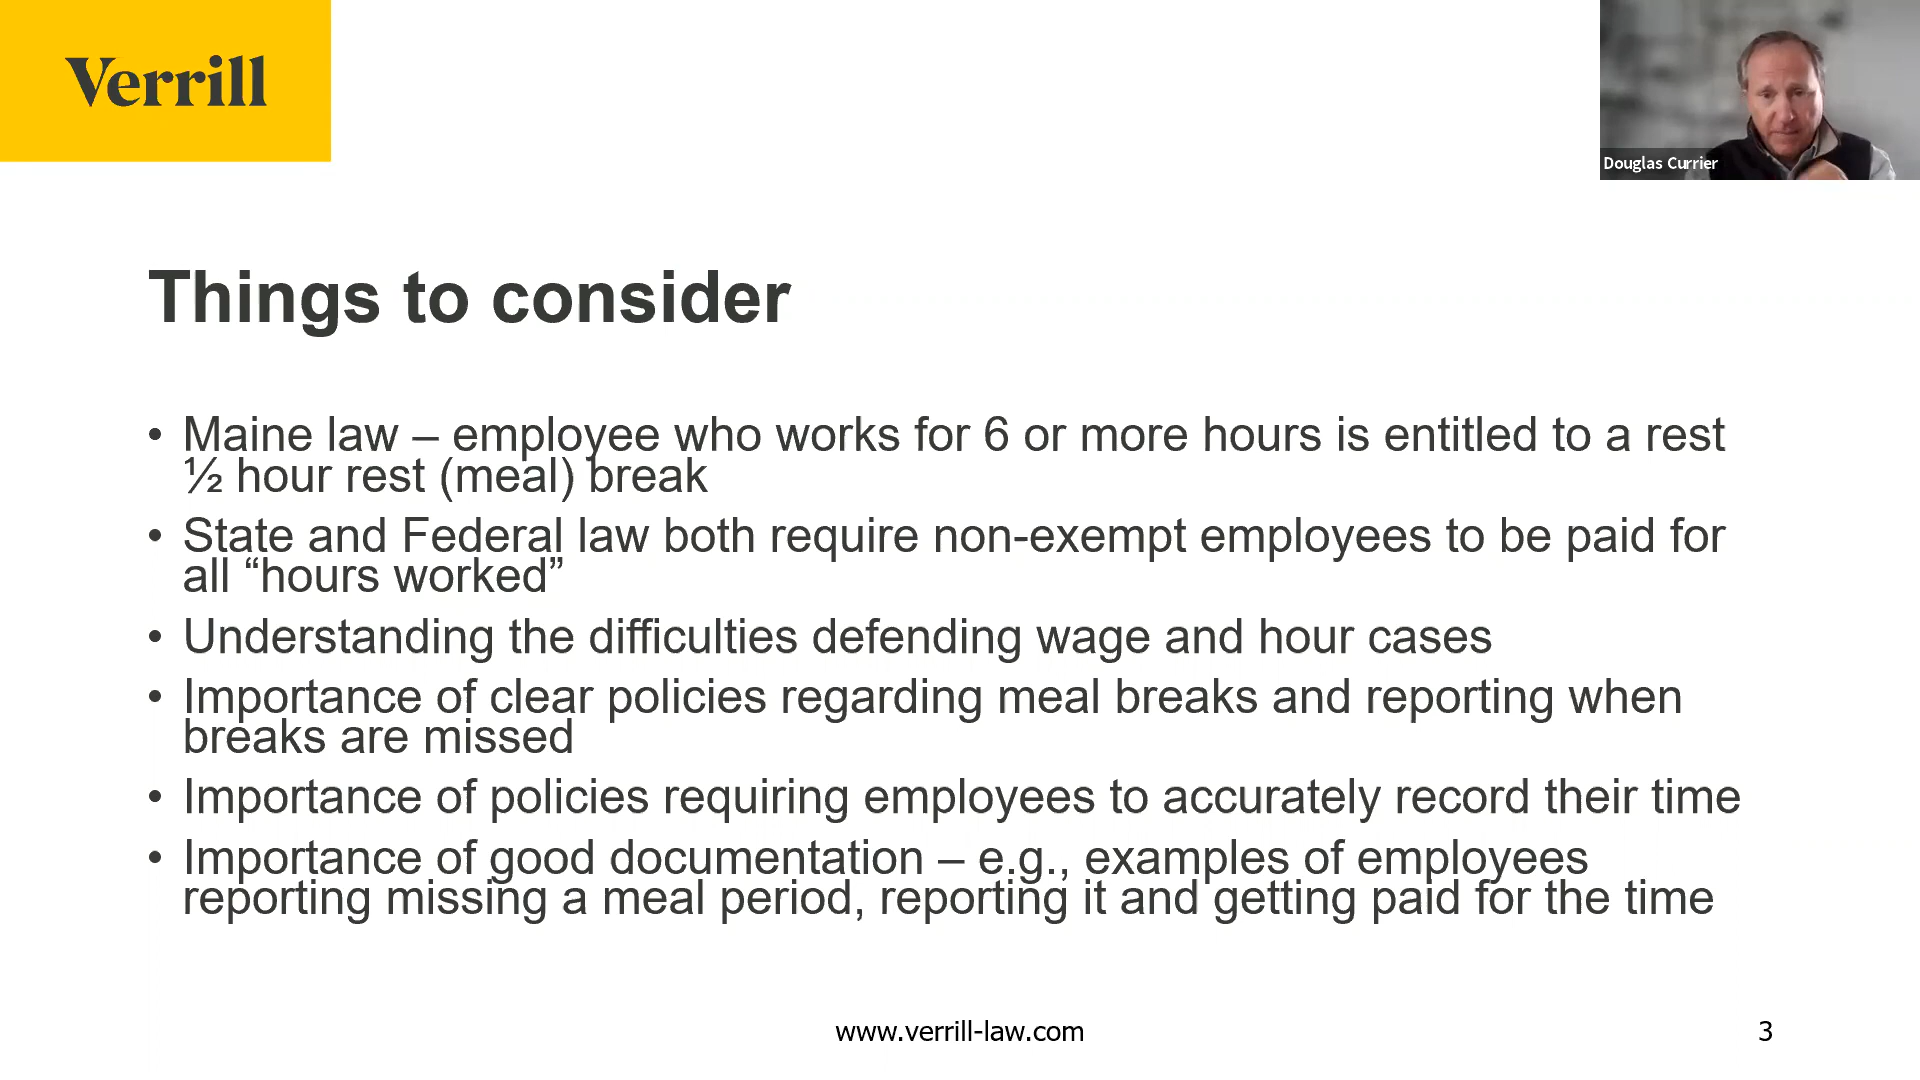 Verrill
Douglas Currier
Things to consider
• Maine law – employee who works for 6 or more hours is entitled to a rest
½ hour rest (meal) break
• State and Federal law both require non-exempt employees to be paid for
all “hours worked”
• Understanding the difficulties defending wage and hour cases
• Importance of clear policies regarding meal breaks and reporting when
breaks are missed
• Importance of policies requiring employees to accurately record their time
• Importance of good documentation – e.g., examples of employees
reporting missing a meal period, reporting it and getting paid for the time
www.verrill-law.com
3